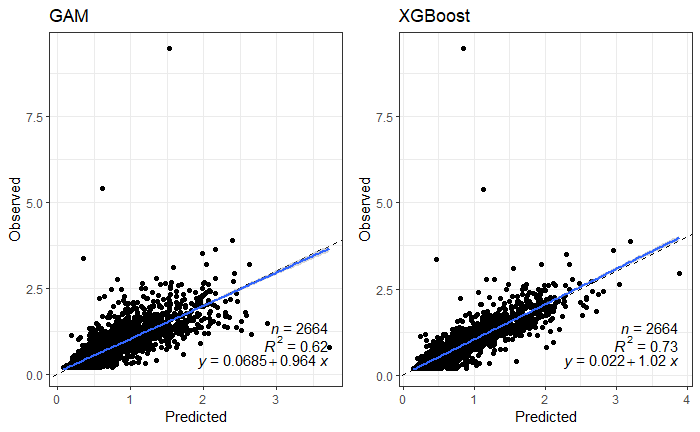 GAM
Observed
7.5
5.0
2.5
0.0
n = 2664
R² = 0.62
y = 0.0685+0.964 x
0 1 2 3
Predicted
XGBoost
Observed
7.5
5.0
2.5
0.0
n = 2664
R² = 0.73
y = 0.022+1.02 x
0 1 2 3 4
Predicted